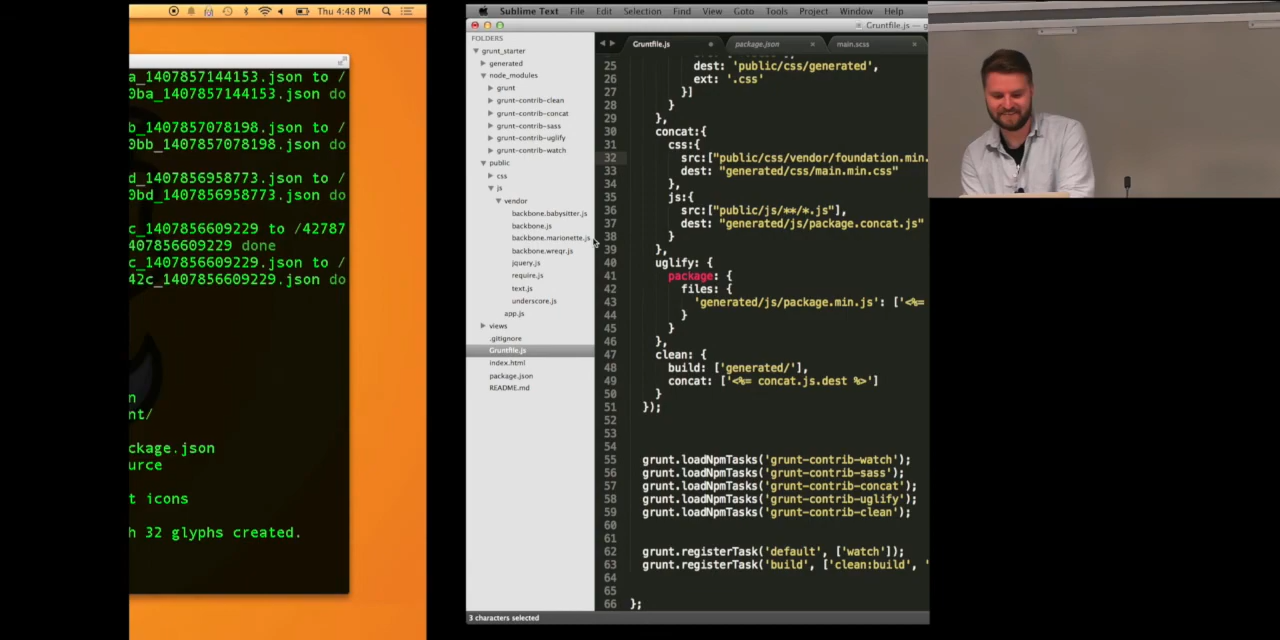 Thu 4:48 PM
a_1407857144153.json to /
0ba_1407857144153.json do
b_1407857078198.json to /
0bb_1407857078198.json do
d_1407856958773.json to /
0bd_1407856958773.json do
c_1407856609229 to /42787
407856609229 done
c_1407856609229.json to /
42c_1407856609229.json do
n
nt/
ckage.json
urce
t icons
h 32 glyphs created.
Sublime Text File Edit Selection Find View Goto Tools Project Window Help
Gruntfile.js —
FOLDERS
grunt_starter
generated
node_modules
grunt
grunt-contrib-clean
grunt-contrib-concat
grunt-contrib-sass
grunt-contrib-uglify
grunt-contrib-watch
public
css
js
vendor
backbone.babysitter.js
backbone.js
backbone.marionette.js
backbone.wreqr.js
jquery.js
require.js
text.js
underscore.js
app.js
views
.gitignore
Gruntfile.js
index.html
package.json
README.md
Gruntfile.js package.json main.scss
25 dest: 'public/css/generated',
26 ext: '.css'
27 }]
28 }
29 },
30 concat:{
31 css:{
32 src:["public/css/vendor/foundation.min.
33 dest: "generated/css/main.min.css"
34 },
35 js:{
36 src:["public/js/**/*.js"],
37 dest: "generated/js/package.concat.js"
38 }
39 },
40 uglify: {
41 package: {
42 files: {
43 'generated/js/package.min.js': ['<%=
44 }
45 }
46 },
47 clean: {
48 build: ['generated/'],
49 concat: ['<%= concat.js.dest %>']
50 }
51 });
52
53
54
55 grunt.loadNpmTasks('grunt-contrib-watch');
56 grunt.loadNpmTasks('grunt-contrib-sass');
57 grunt.loadNpmTasks('grunt-contrib-concat');
58 grunt.loadNpmTasks('grunt-contrib-uglify');
59 grunt.loadNpmTasks('grunt-contrib-clean');
60
61
62 grunt.registerTask('default', ['watch']);
63 grunt.registerTask('build', ['clean:build', '
64
65
66 };
3 characters selected